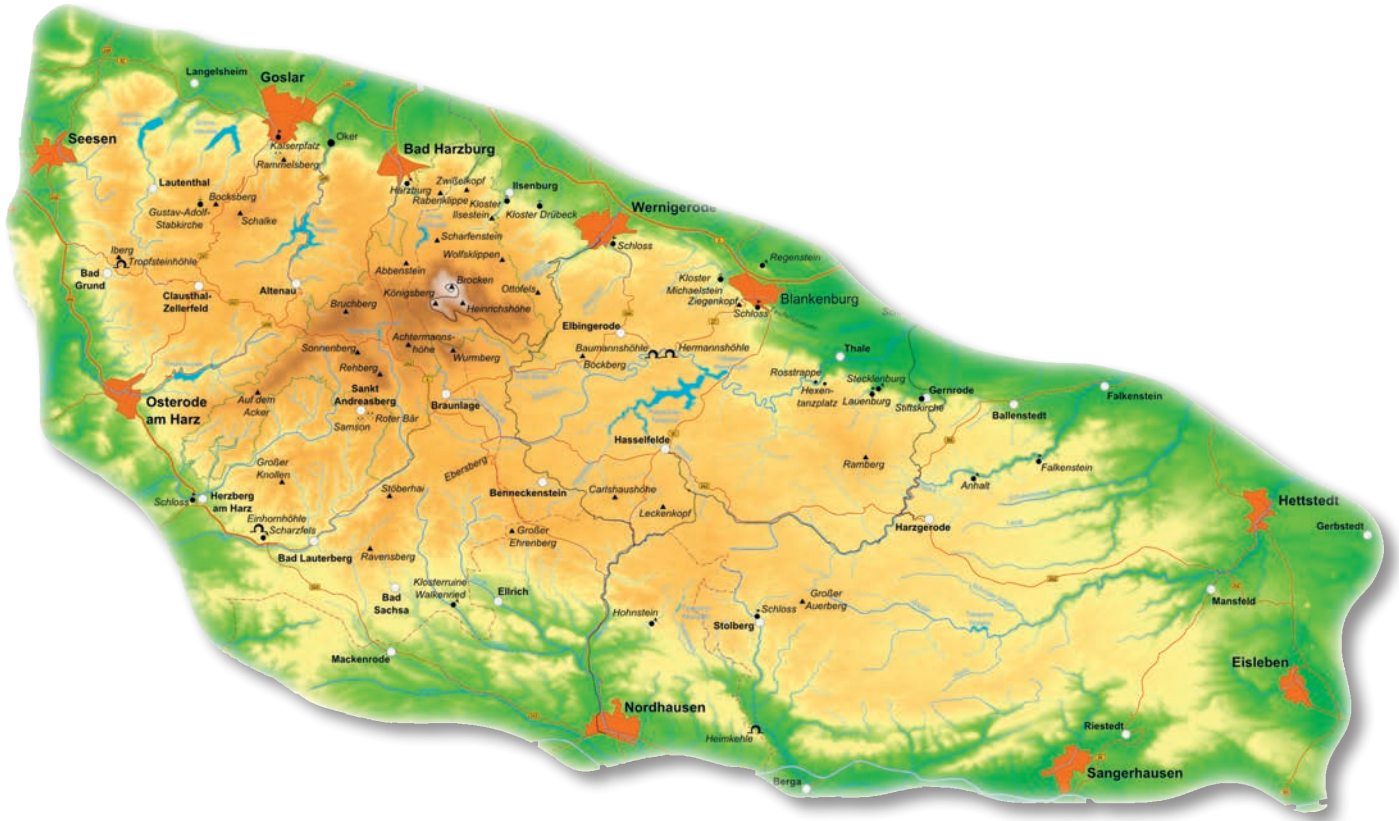 Langelsheim
Goslar
Seesen
Kaiserpfalz
Rammelsberg
Oker
Bad Harzburg
Harzburg
Zwißelkopf
Rabenklippe
Kloster
Ilsestein
Ilsenburg
Kloster Drübeck
Wernigerode
Schloss
Lautenthal
Bocksberg
Gustav-Adolf-
Stabkirche
Schalke
Scharfenstein
Wolfsklippen
Abbenstein
Iberg
Tropfsteinhöhle
Bad
Grund
Clausthal-
Zellerfeld
Altenau
Bruchberg
Königsberg
Brocken
Heinrichshöhe
Ottofels
Regenstein
Kloster
Michaelstein
Ziegenkopf
Schloss
Blankenburg
Elbingerode
Baumannshöhle
Hermannshöhle
Bockberg
Achtermanns-
höhe
Wurmberg
Sonnenberg
Rehberg
Sankt
Andreasberg
Samson
Roter Bär
Braunlage
Auf dem
Acker
Osterode
am Harz
Thale
Rosstrappe
Hexen-
tanzplatz
Stecklenburg
Lauenburg
Gernrode
Stiftskirche
Ballenstedt
Falkenstein
Ramberg
Falkenstein
Anhalt
Hasselfelde
Ebersberg
Benneckenstein
Carlshaushöhe
Leckenkopf
Großer
Knollen
Stöberhai
Schloss
Herzberg
am Harz
Einhornhöhle
Scharzfels
Bad Lauterberg
Ravensberg
Großer
Ehrenberg
Harzgerode
Hettstedt
Gerbstedt
Mansfeld
Bad
Sachsa
Klosterruine
Walkenried
Ellrich
Hohnstein
Schloss
Stolberg
Großer
Auerberg
Mackenrode
Eisleben
Nordhausen
Heimkehle
Riestedt
Sangerhausen
Berga